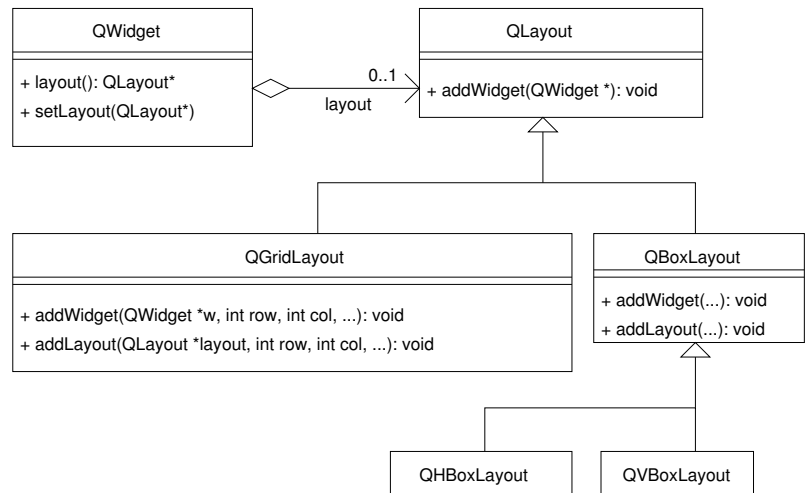 QWidget
+ layout(): QLayout*
+ setLayout(QLayout*)
0..1
layout
QLayout
+ addWidget(QWidget *): void
QGridLayout
+ addWidget(QWidget *w, int row, int col, ...): void
+ addLayout(QLayout *layout, int row, int col, ...): void
QBoxLayout
+ addWidget(...): void
+ addLayout(...): void
QHBoxLayout
QVBoxLayout